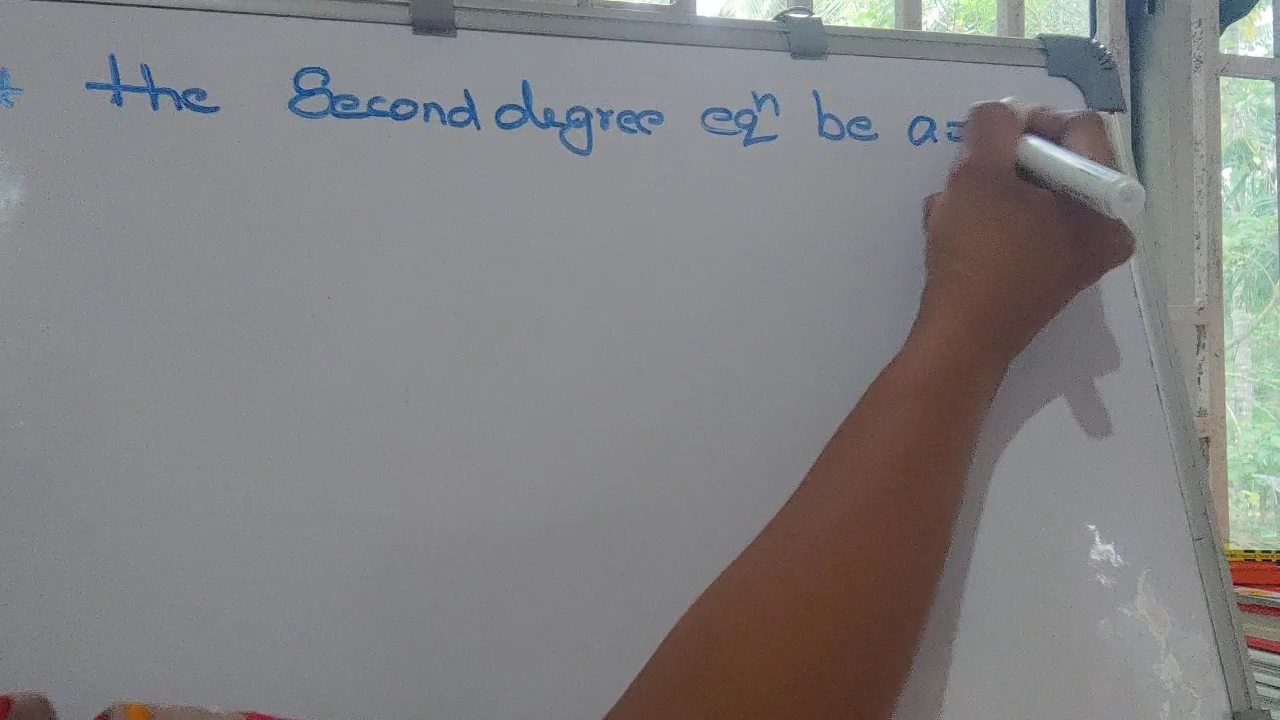 the Second degree eqⁿ be a=